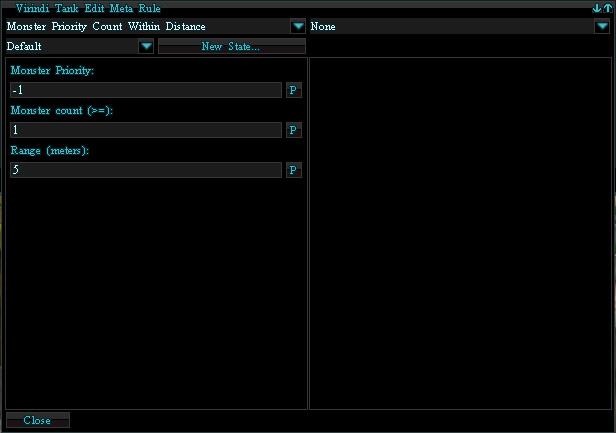 Virindi Tank Edit Meta Rule
Monster Priority Count Within Distance
None
Default
New State...
Monster Priority:
-1
P
Monster count (>=):
1
P
Range (meters):
5
P
Close